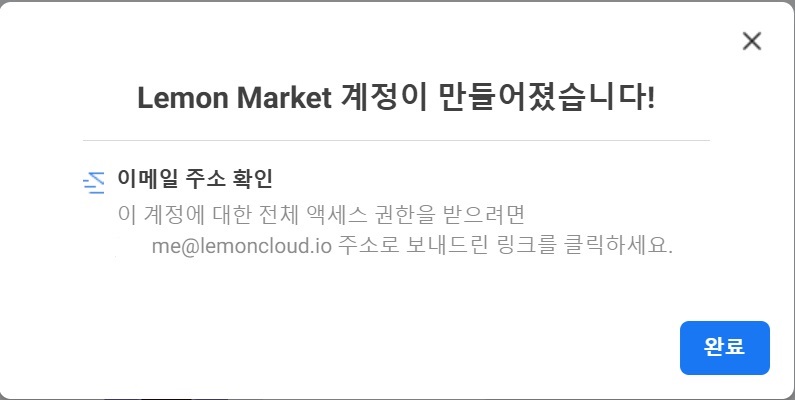 Lemon Market 계정이 만들어졌습니다!
이메일 주소 확인
이 계정에 대한 전체 액세스 권한을 받으려면
me@lemoncloud.io 주소로 보내드린 링크를 클릭하세요.
완료